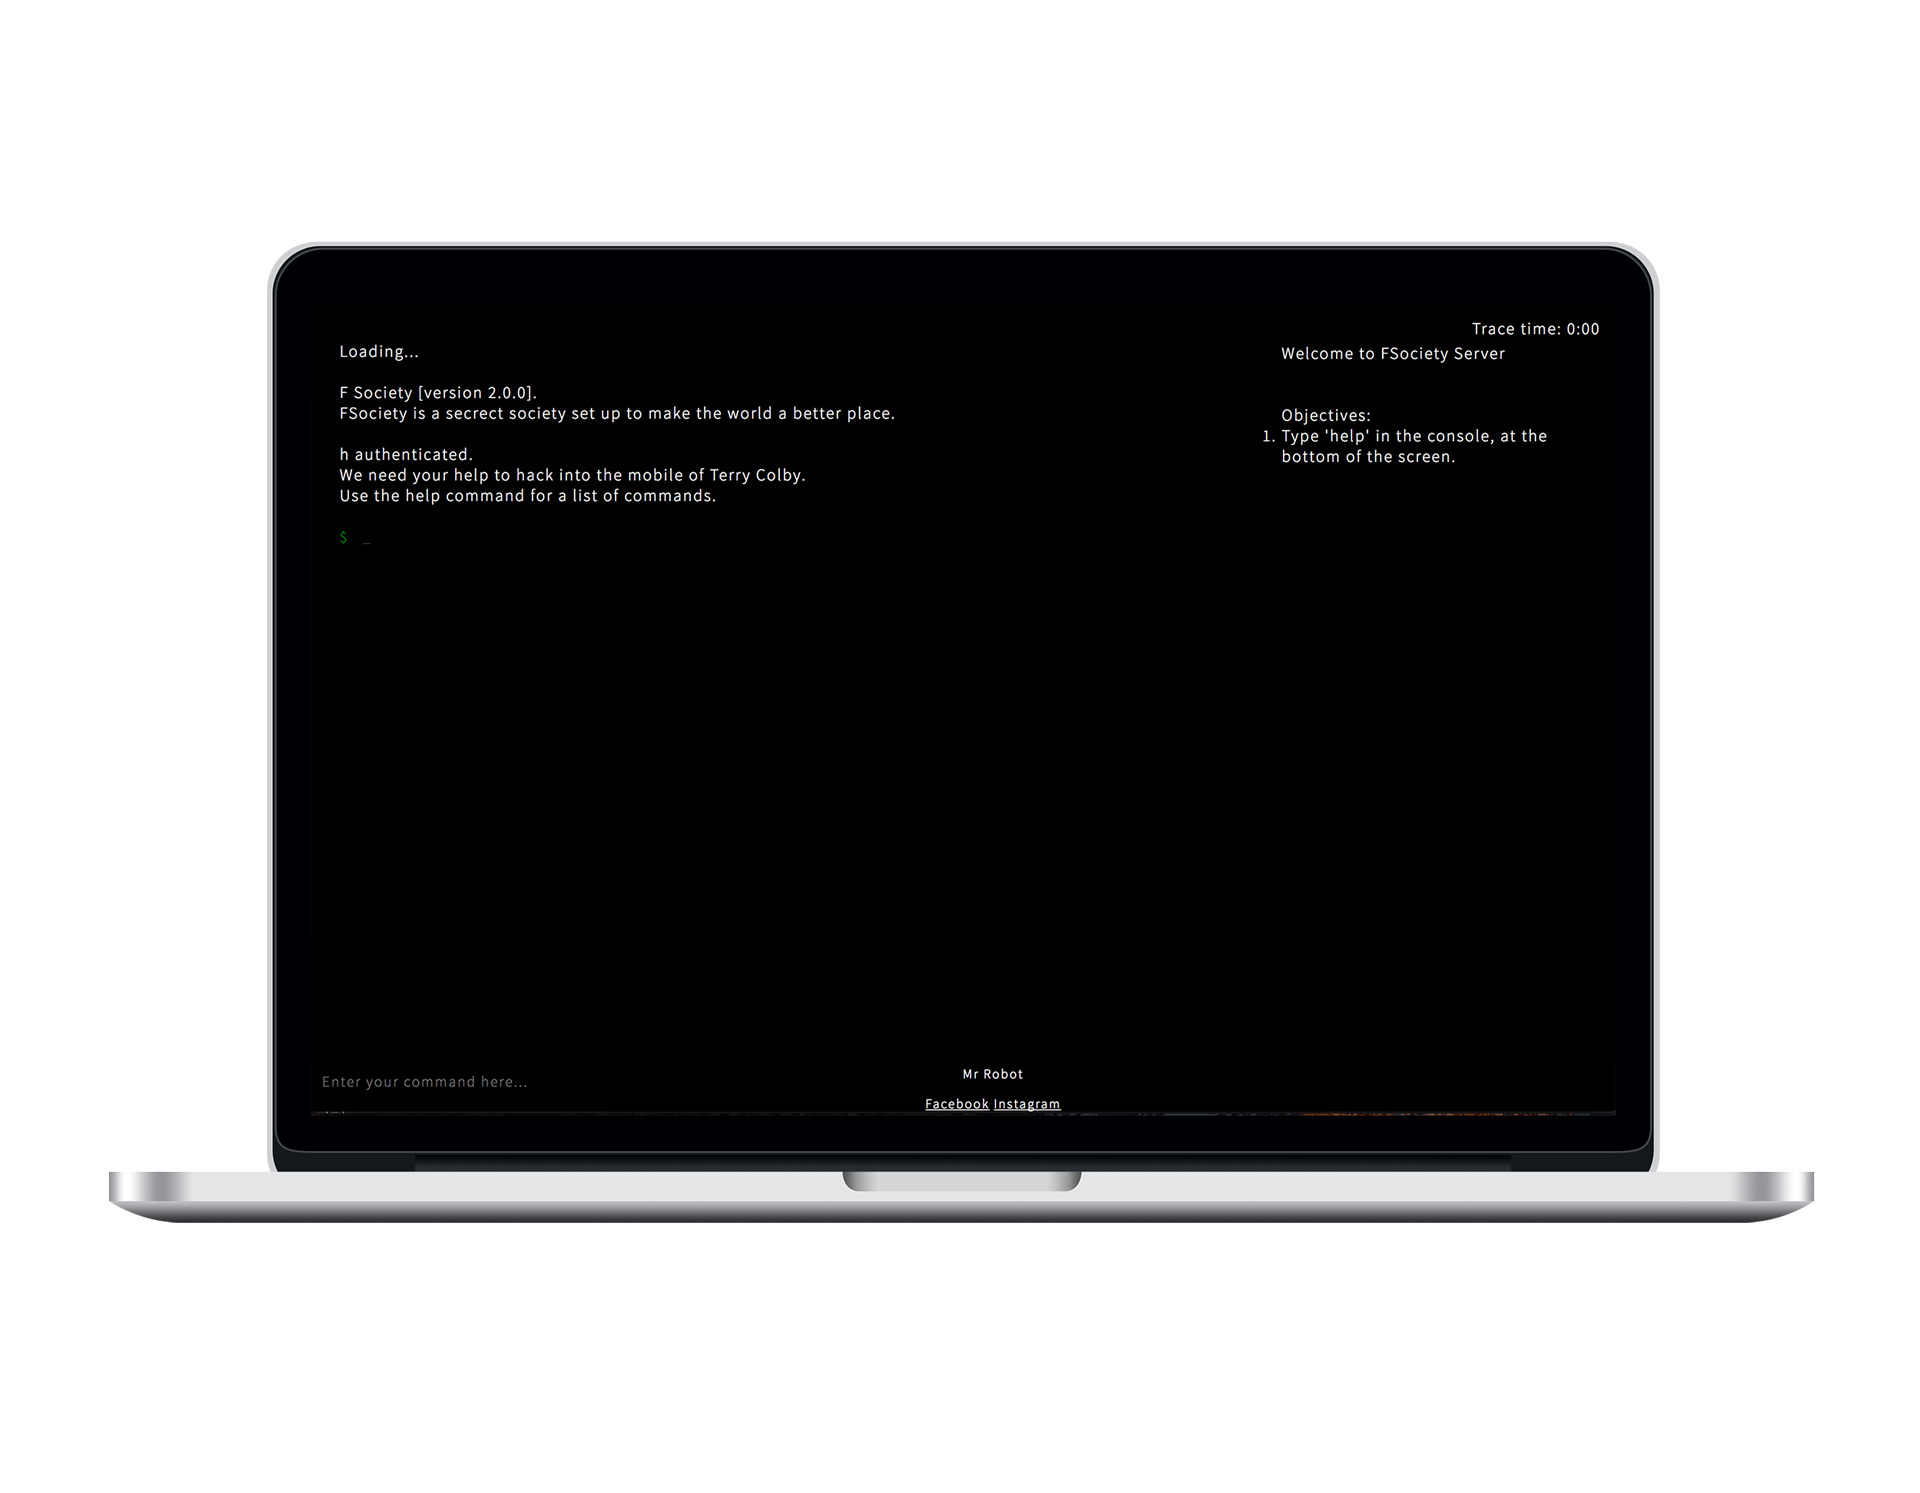 Trace time: 0:00
Loading...
Welcome to FSociety Server
F Society [version 2.0.0].
FSociety is a secrect society set up to make the world a better place.
h authenticated.
We need your help to hack into the mobile of Terry Colby.
Use the help command for a list of commands.
$ _
Objectives:
1. Type 'help' in the console, at the
bottom of the screen.
Enter your command here...
Mr Robot
Facebook Instagram